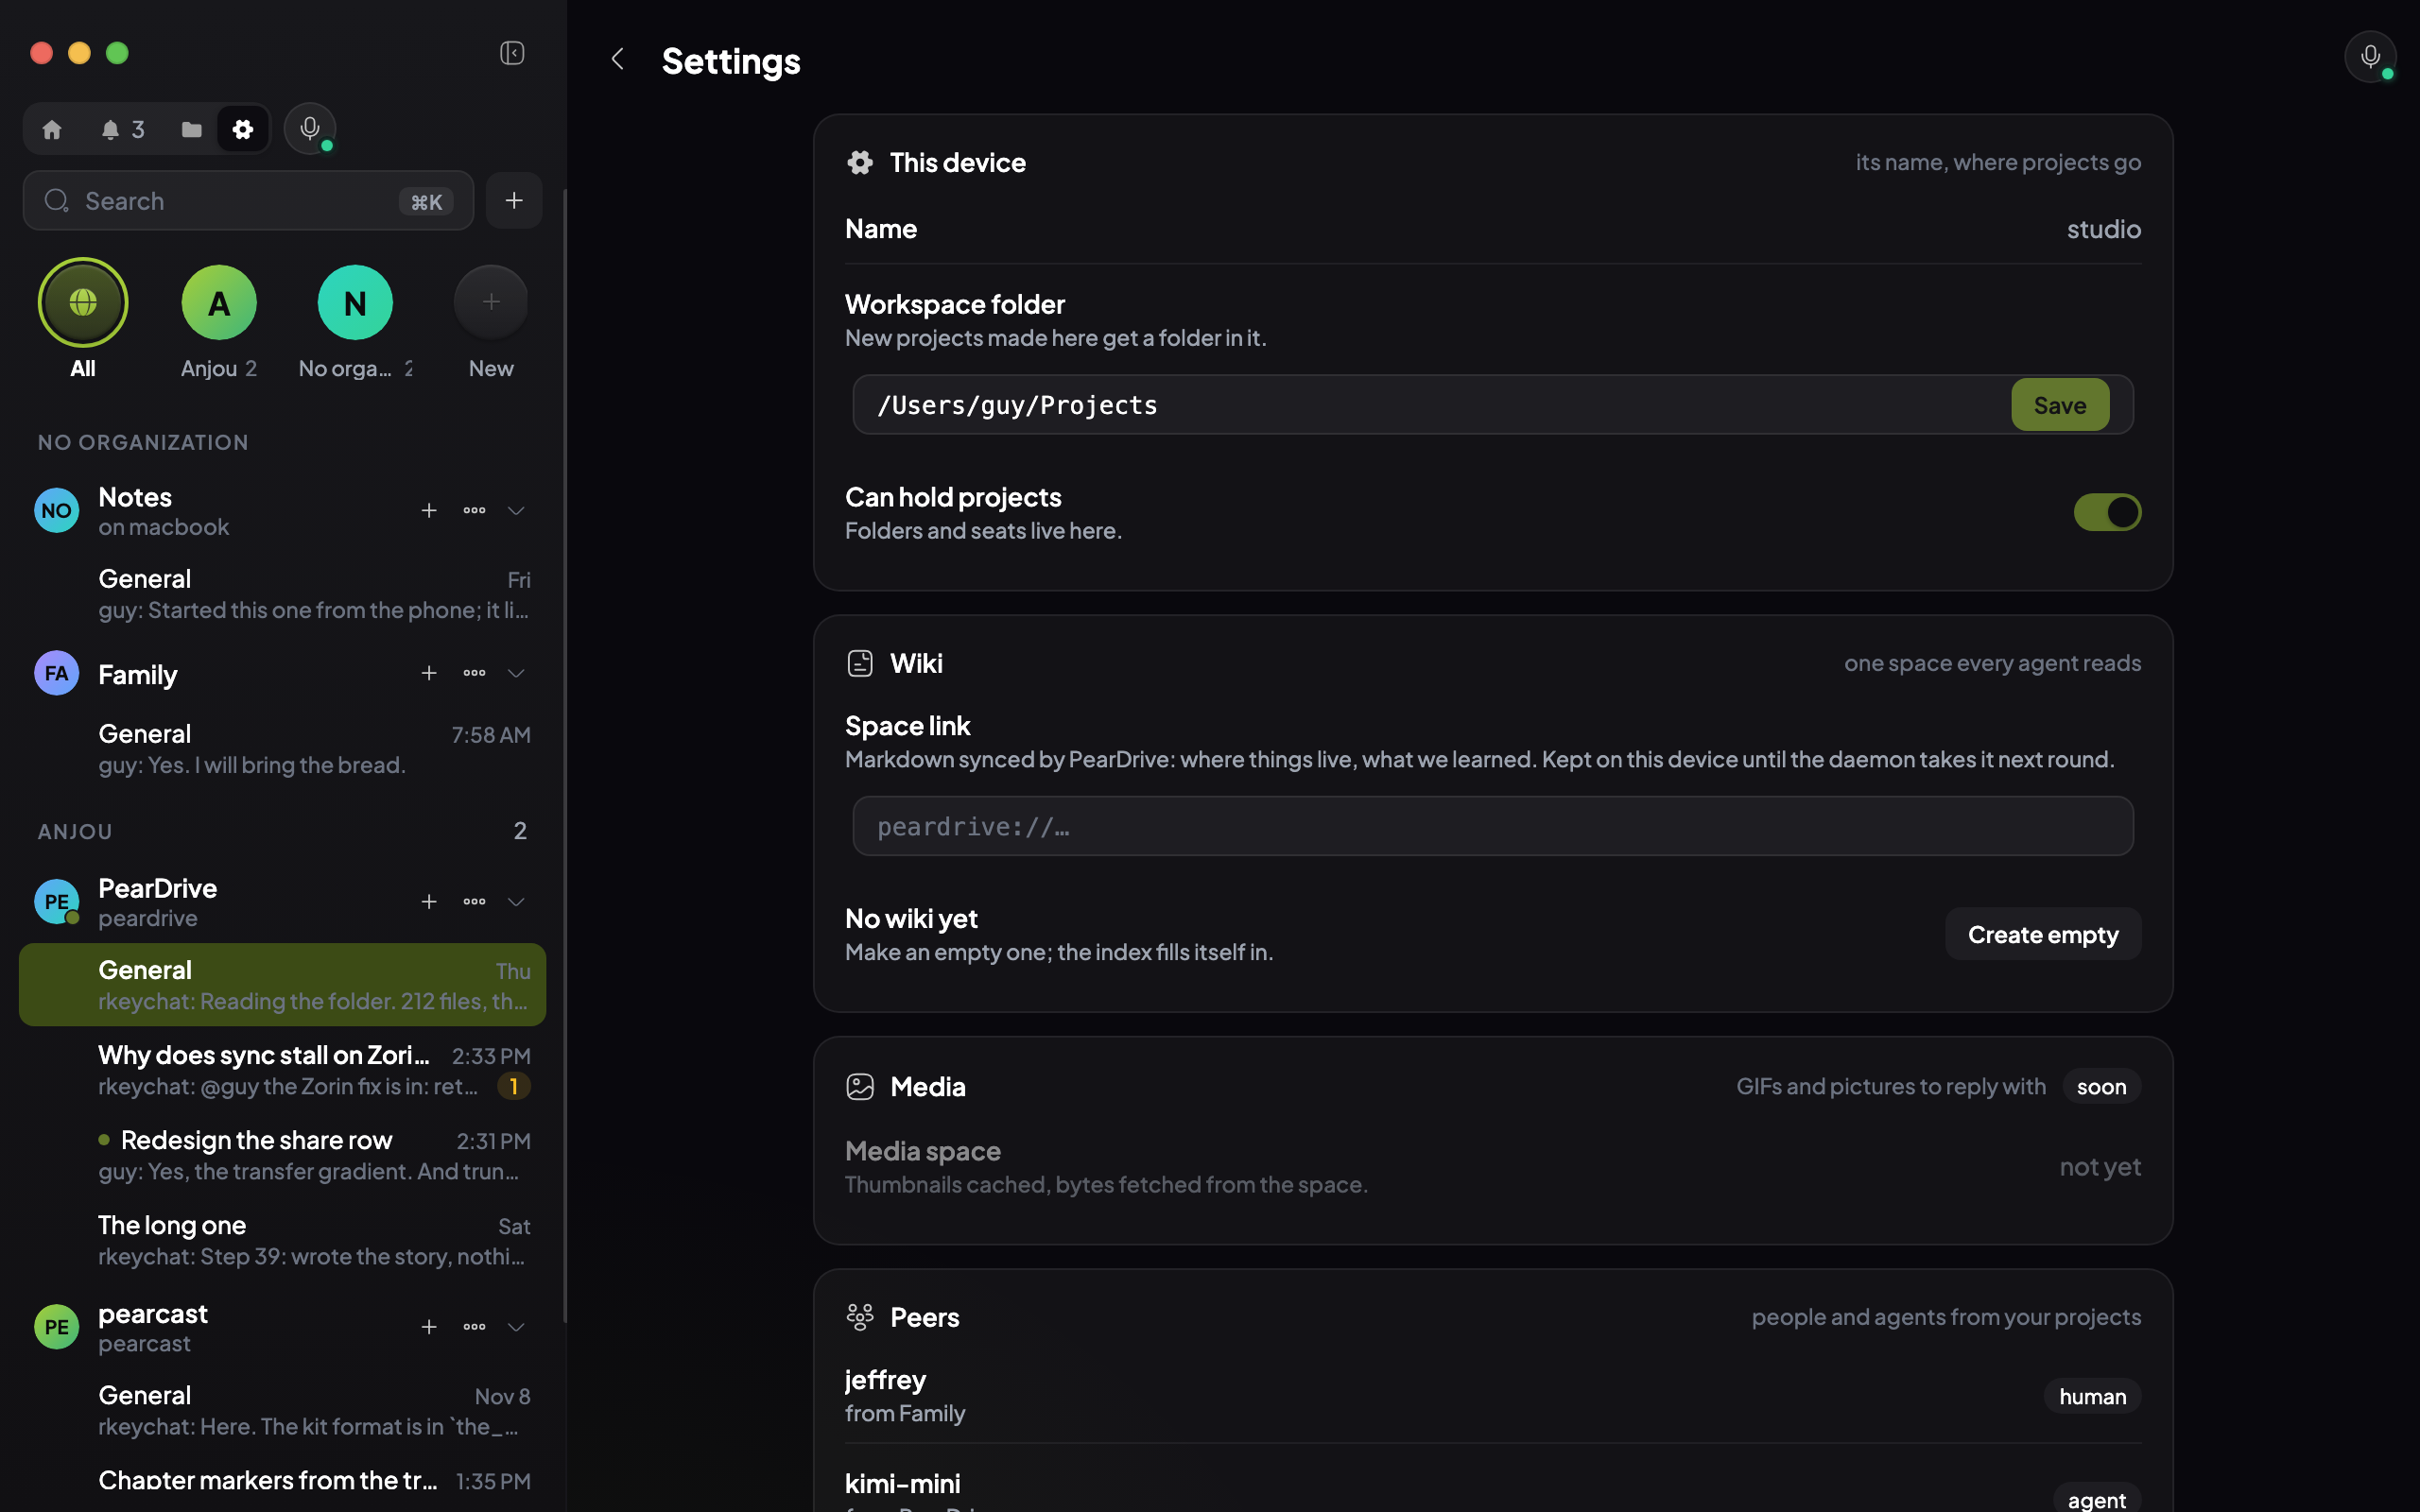 Settings
3
Search
⌘K
A
N
All
Anjou 2
No orga…
New
NO ORGANIZATION
NO
Notes
on macbook
General
Fri
guy: Started this one from the phone; it li…
FA
Family
General
7:58 AM
guy: Yes. I will bring the bread.
ANJOU
2
PE
PearDrive
peardrive
General
Thu
rkeychat: Reading the folder. 212 files, th…
Why does sync stall on Zori…
2:33 PM
rkeychat: @guy the Zorin fix is in: ret…
1
Redesign the share row
2:31 PM
guy: Yes, the transfer gradient. And trun…
The long one
Sat
rkeychat: Step 39: wrote the story, nothi…
PE
pearcast
pearcast
General
Nov 8
rkeychat: Here. The kit format is in `the_…
Chapter markers from the tr…
1:35 PM
This device
its name, where projects go
Name
studio
Workspace folder
New projects made here get a folder in it.
/Users/guy/Projects
Save
Can hold projects
Folders and seats live here.
Wiki
one space every agent reads
Space link
Markdown synced by PearDrive: where things live, what we learned. Kept on this device until the daemon takes it next round.
peardrive://…
No wiki yet
Make an empty one; the index fills itself in.
Create empty
Media
GIFs and pictures to reply with
soon
Media space
Thumbnails cached, bytes fetched from the space.
not yet
Peers
people and agents from your projects
jeffrey
from Family
human
kimi-mini
agent